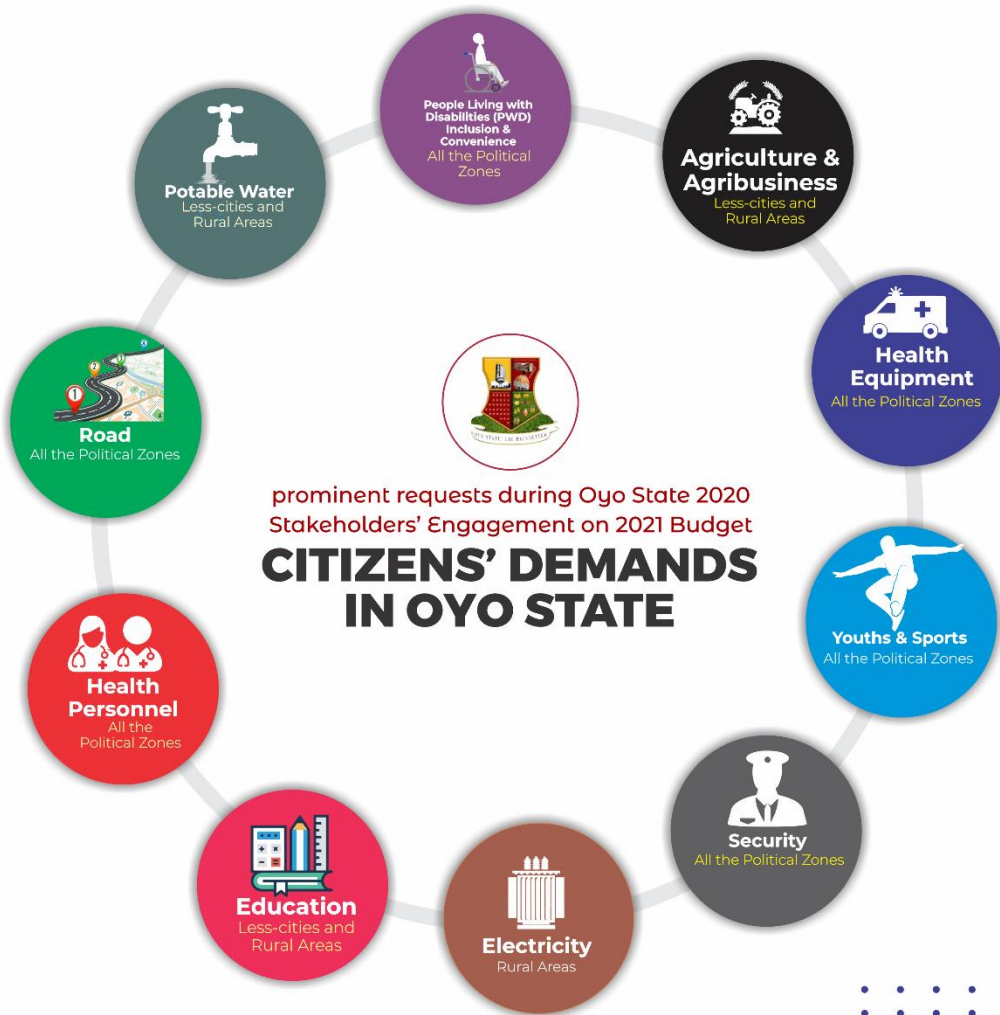 People Living with
Disabilities (PWD)
Inclusion &
Convenience
All the Political
Zones
Agriculture &
Agribusiness
Less-cities and
Rural Areas
Health
Equipment
All the Political Zones
Youths & Sports
All the Political Zones
Security
All the Political Zones
Electricity
Rural Areas
Education
Less-cities and
Rural Areas
Health
Personnel
All the
Political Zones
1
2
Road
All the Political Zones
Potable Water
Less-cities and
Rural Areas
prominent requests during Oyo State 2020
Stakeholders’ Engagement on 2021 Budget
CITIZENS’ DEMANDS
IN OYO STATE